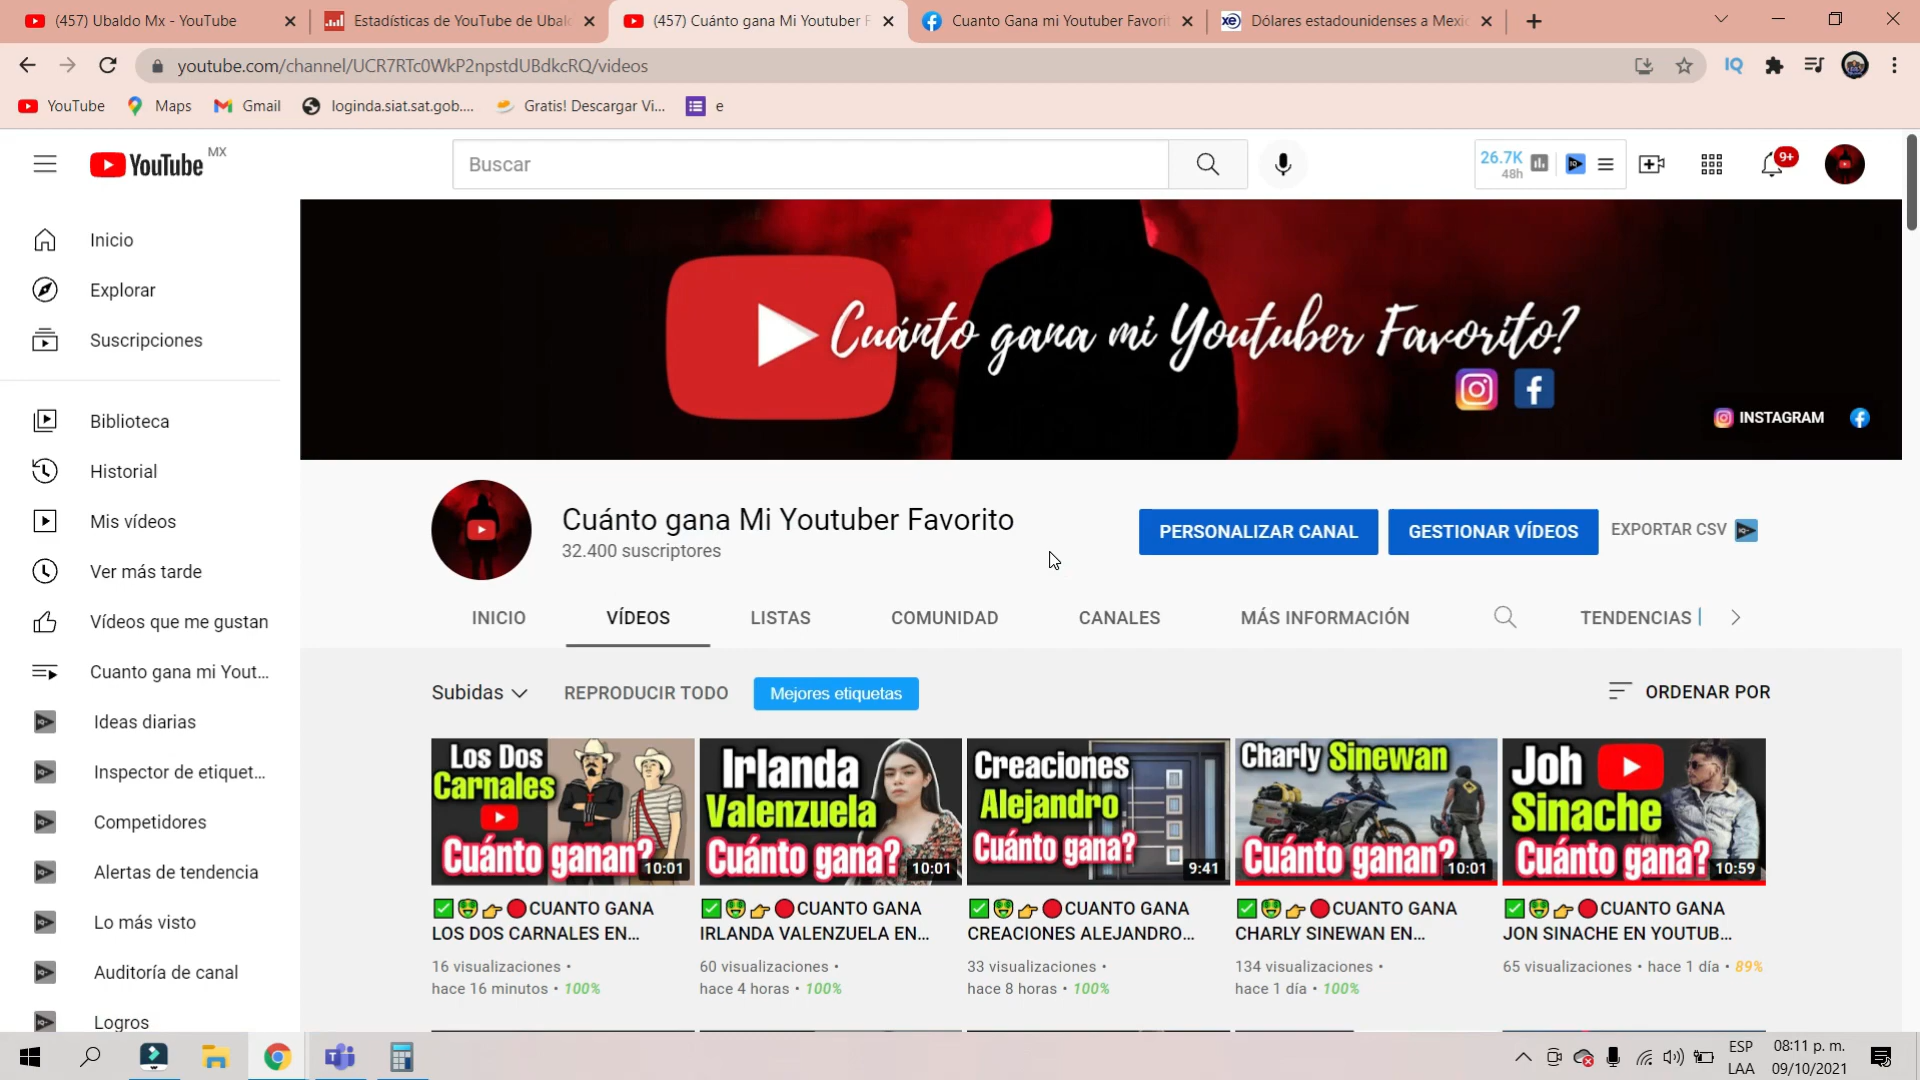 (457) Ubaldo Mx - YouTube
Estadísticas de YouTube de Ubal
(457) Cuánto gana Mi Youtuber F
Cuanto Gana mi Youtuber Favorit
Dólares estadounidenses a Mexic
youtube.com/channel/UCR7RTc0WkP2npstdUBdkcRQ/videos
YouTube
Maps
Gmail
loginda.siat.sat.gob....
Gratis! Descargar Vi...
e
YouTube MX
Buscar
26.7K
48h
9+
Inicio
Explorar
Suscripciones
Biblioteca
Historial
Mis vídeos
Ver más tarde
Vídeos que me gustan
Cuanto gana mi Yout...
Ideas diarias
Inspector de etiquet...
Competidores
Alertas de tendencia
Lo más visto
Auditoría de canal
Logros
Cuánto gana mi Youtuber Favorito?
INSTAGRAM
Cuánto gana Mi Youtuber Favorito
32.400 suscriptores
PERSONALIZAR CANAL
GESTIONAR VÍDEOS
EXPORTAR CSV
INICIO
VÍDEOS
LISTAS
COMUNIDAD
CANALES
MÁS INFORMACIÓN
TENDENCIAS
Subidas
REPRODUCIR TODO
Mejores etiquetas
ORDENAR POR
Los Dos
Carnales
Cuánto ganan?
10:01
✅🤑👉🔴CUANTO GANA
LOS DOS CARNALES EN...
16 visualizaciones •
hace 16 minutos • 100%
Irlanda
Valenzuela
Cuánto gana?
10:01
✅🤑👉🔴CUANTO GANA
IRLANDA VALENZUELA EN...
60 visualizaciones •
hace 4 horas • 100%
Creaciones
Alejandro
Cuánto gana?
9:41
✅🤑👉🔴CUANTO GANA
CREACIONES ALEJANDRO...
33 visualizaciones •
hace 8 horas • 100%
Charly Sinewan
Cuánto ganan?
10:01
✅🤑👉🔴CUANTO GANA
CHARLY SINEWAN EN...
134 visualizaciones •
hace 1 día • 100%
Joh
Sinache
Cuánto gana?
10:59
✅🤑👉🔴CUANTO GANA
JON SINACHE EN YOUTUB...
65 visualizaciones • hace 1 día • 89%
ESP
LAA
08:11 p. m.
09/10/2021